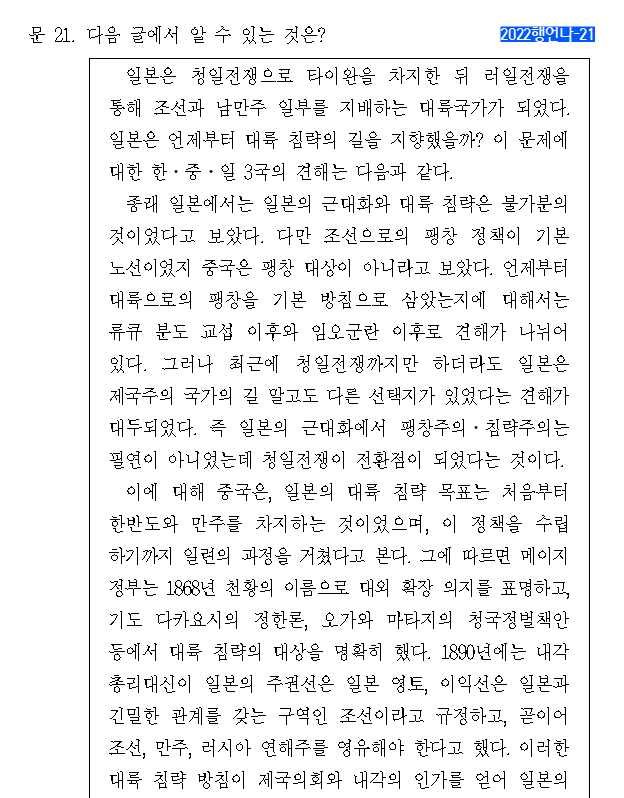 문 21. 다음 글에서 알 수 있는 것은?
2022행언나-21
일본은 청일전쟁으로 타이완을 차지한 뒤 러일전쟁을
통해 조선과 남만주 일부를 지배하는 대륙국가가 되었다.
일본은 언제부터 대륙 침략의 길을 지향했을까? 이 문제에
대한 한·중·일 3국의 견해는 다음과 같다.
종래 일본에서는 일본의 근대화와 대륙 침략은 불가분의
것이었다고 보았다. 다만 조선으로의 팽창 정책이 기본
노선이었지 중국은 팽창 대상이 아니라고 보았다. 언제부터
대륙으로의 팽창을 기본 방침으로 삼았는지에 대해서는
류큐 분도 교섭 이후와 임오군란 이후로 견해가 나뉘어
있다. 그러나 최근에 청일전쟁까지만 하더라도 일본은
제국주의 국가의 길 말고도 다른 선택지가 있었다는 견해가
대두되었다. 즉 일본의 근대화에서 팽창주의·침략주의는
필연이 아니었는데 청일전쟁이 전환점이 되었다는 것이다.
이에 대해 중국은, 일본의 대륙 침략 목표는 처음부터
한반도와 만주를 차지하는 것이었으며, 이 정책을 수립
하기까지 일련의 과정을 거쳤다고 본다. 그에 따르면 메이지
정부는 1868년 천황의 이름으로 대외 확장 의지를 표명하고,
기도 다카요시의 정한론, 오가와 마타지의 청국정벌책안
등에서 대륙 침략의 대상을 명확히 했다. 1890년에는 내각
총리대신이 일본의 주권선은 일본 영토, 이익선은 일본과
긴밀한 관계를 갖는 구역인 조선이라고 규정하고, 곧이어
조선, 만주, 러시아 연해주를 영유해야 한다고 했다. 이러한
대륙 침략 방침이 제국의회와 내각의 인가를 얻어 일본의